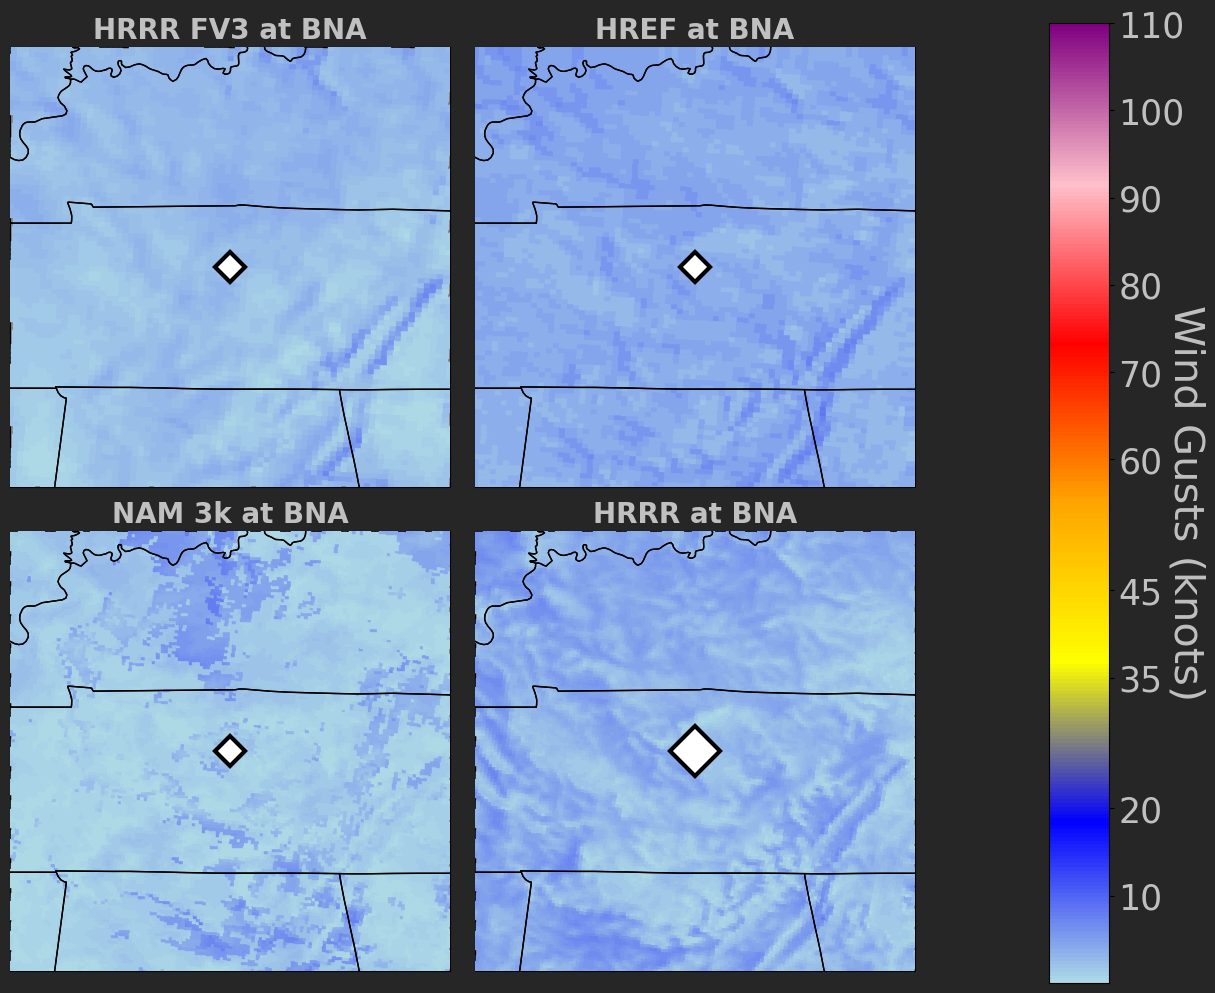 HRRR FV3 at BNA
HREF at BNA
NAM 3k at BNA
HRRR at BNA
110
100
90
80
70
60
45
35
20
10
Wind Gusts (knots)